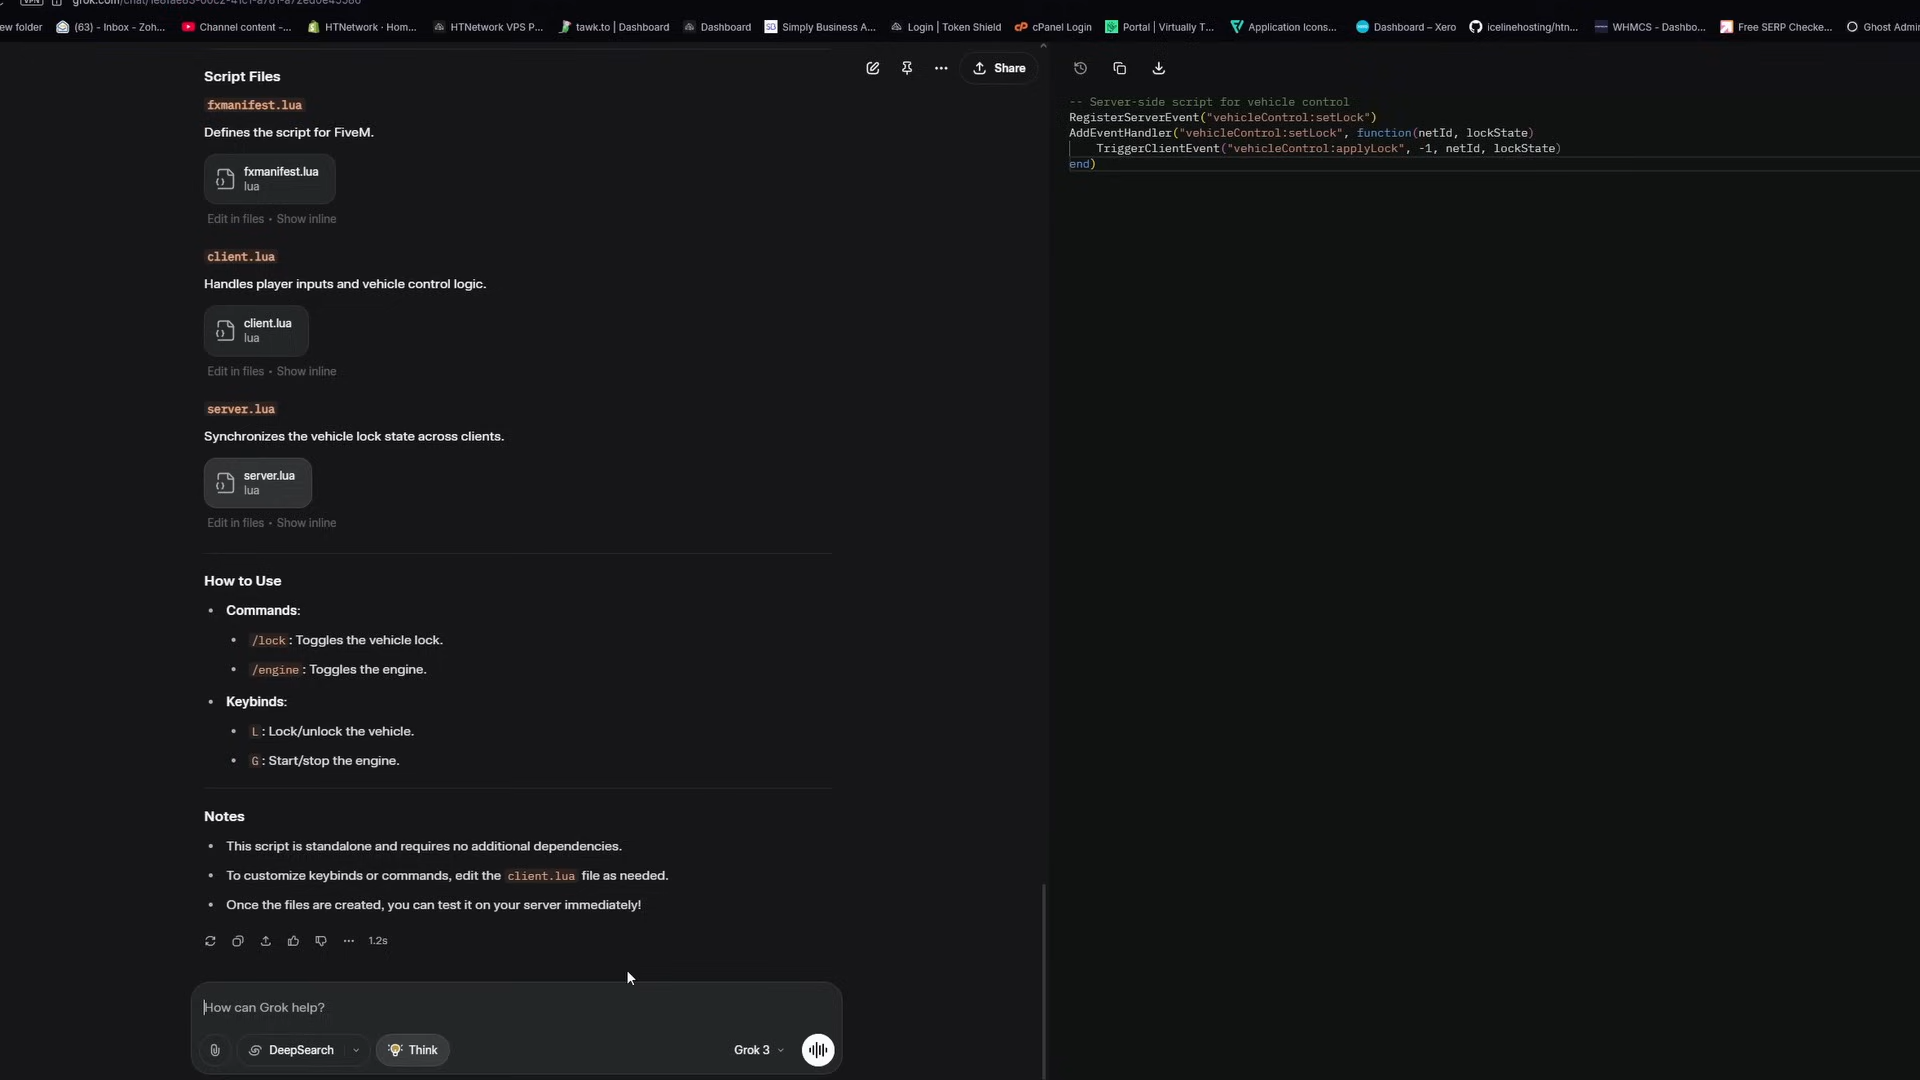 VPN
ew folder
(63) - Inbox - Zoh...
Channel content -...
HTNetwork · Hom...
HTNetwork VPS P...
tawk.to | Dashboard
Dashboard
Simply Business A...
Login | Token Shield
cPanel Login
Portal | Virtually T...
Application Icons...
Dashboard – Xero
icelinehosting/htn...
WHMCS - Dashbo...
Free SERP Checke...
Ghost Admi
Share
Script Files
fxmanifest.lua
Defines the script for FiveM.
fxmanifest.lua
lua
Edit in files • Show inline
client.lua
Handles player inputs and vehicle control logic.
client.lua
lua
Edit in files • Show inline
server.lua
Synchronizes the vehicle lock state across clients.
server.lua
lua
Edit in files • Show inline
How to Use
Commands:
/lock: Toggles the vehicle lock.
/engine: Toggles the engine.
Keybinds:
L: Lock/unlock the vehicle.
G: Start/stop the engine.
Notes
This script is standalone and requires no additional dependencies.
To customize keybinds or commands, edit the client.lua file as needed.
Once the files are created, you can test it on your server immediately!
1.2s
How can Grok help?
DeepSearch
Think
Grok 3
-- Server-side script for vehicle control
RegisterServerEvent("vehicleControl:setLock")
AddEventHandler("vehicleControl:setLock", function(netId, lockState)
TriggerClientEvent("vehicleControl:applyLock", -1, netId, lockState)
end)